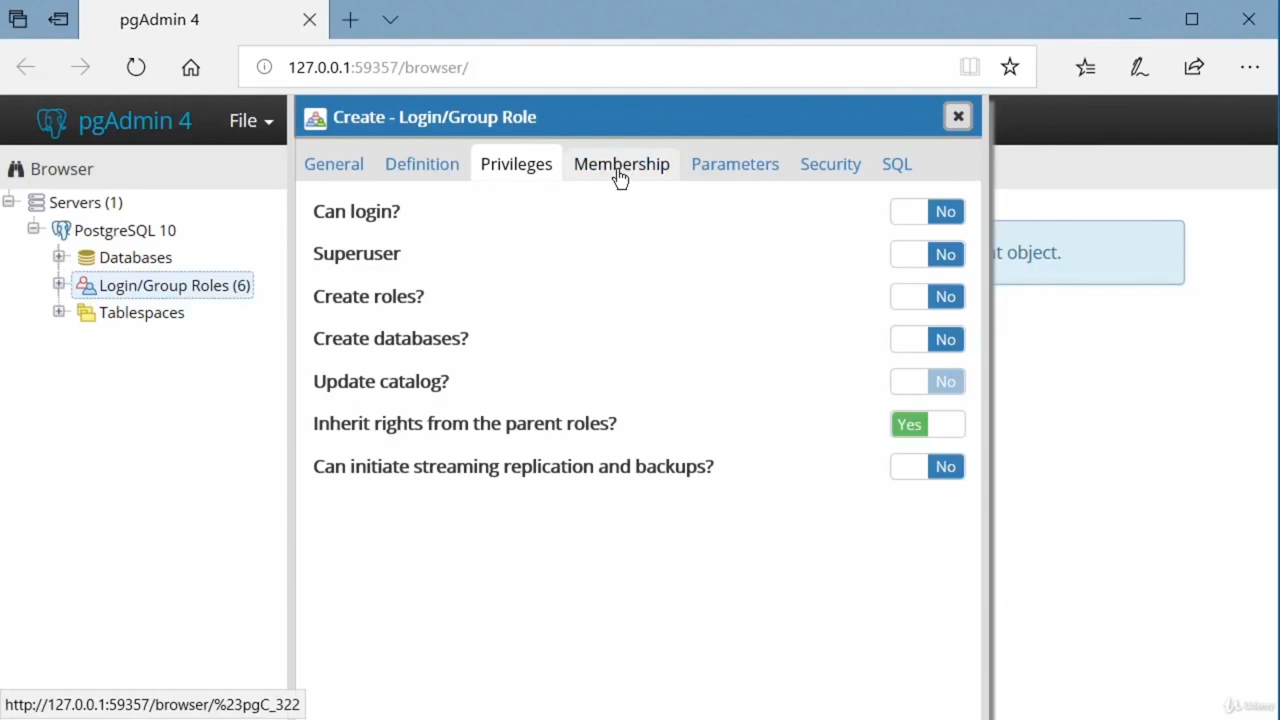 pgAdmin 4
127.0.0.1:59357/browser/
pgAdmin 4
File
Create - Login/Group Role
Browser
General
Definition
Privileges
Membership
Parameters
Security
SQL
Servers (1)
PostgreSQL 10
Databases
Login/Group Roles (6)
Tablespaces
Can login?
No
Superuser
No
Create roles?
No
Create databases?
No
Update catalog?
No
Inherit rights from the parent roles?
Yes
Can initiate streaming replication and backups?
No
t object.
http://127.0.0.1:59357/browser/%23pgC_322
Udemy